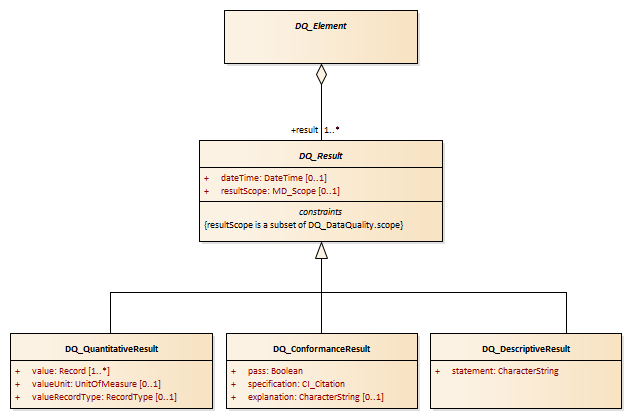 DQ_Element
+result 1..*
DQ_Result
+ dateTime: DateTime [0..1]
+ resultScope: MD_Scope [0..1]
constraints
{resultScope is a subset of DQ_DataQuality.scope}
DQ_QuantitativeResult
+ value: Record [1..*]
+ valueUnit: UnitOfMeasure [0..1]
+ valueRecordType: RecordType [0..1]
DQ_ConformanceResult
+ pass: Boolean
+ specification: CI_Citation
+ explanation: CharacterString [0..1]
DQ_DescriptiveResult
+ statement: CharacterString